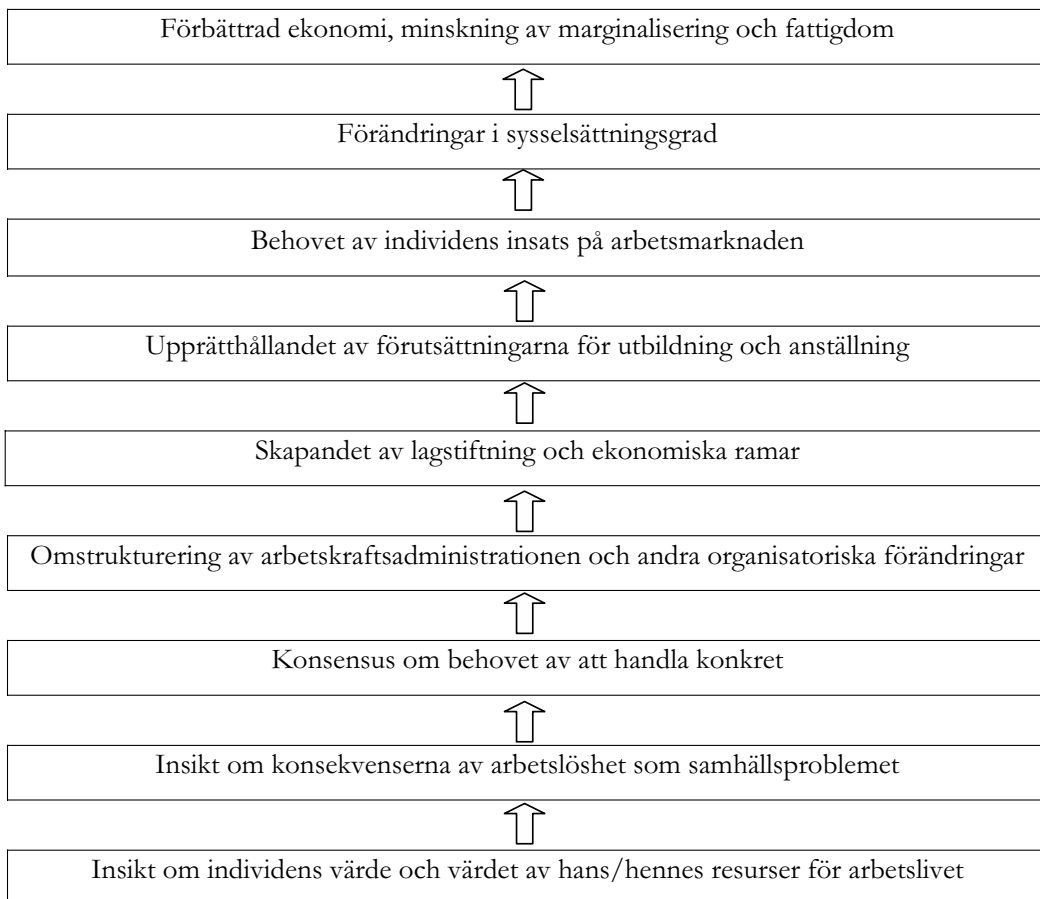 Förbättrad ekonomi, minskning av marginalisering och fattigdom
Förändringar i sysselsättningsgrad
Behovet av individens insats på arbetsmarknaden
Upprätthållandet av förutsättningarna för utbildning och anställning
Skapandet av lagstiftning och ekonomiska ramar
Omstrukturering av arbetskraftsadministrationen och andra organisatoriska förändringar
Konsensus om behovet av att handla konkret
Insikt om konsekvenserna av arbetslöshet som samhällsproblemet
Insikt om individens värde och värdet av hans/hennes resurser för arbetslivet